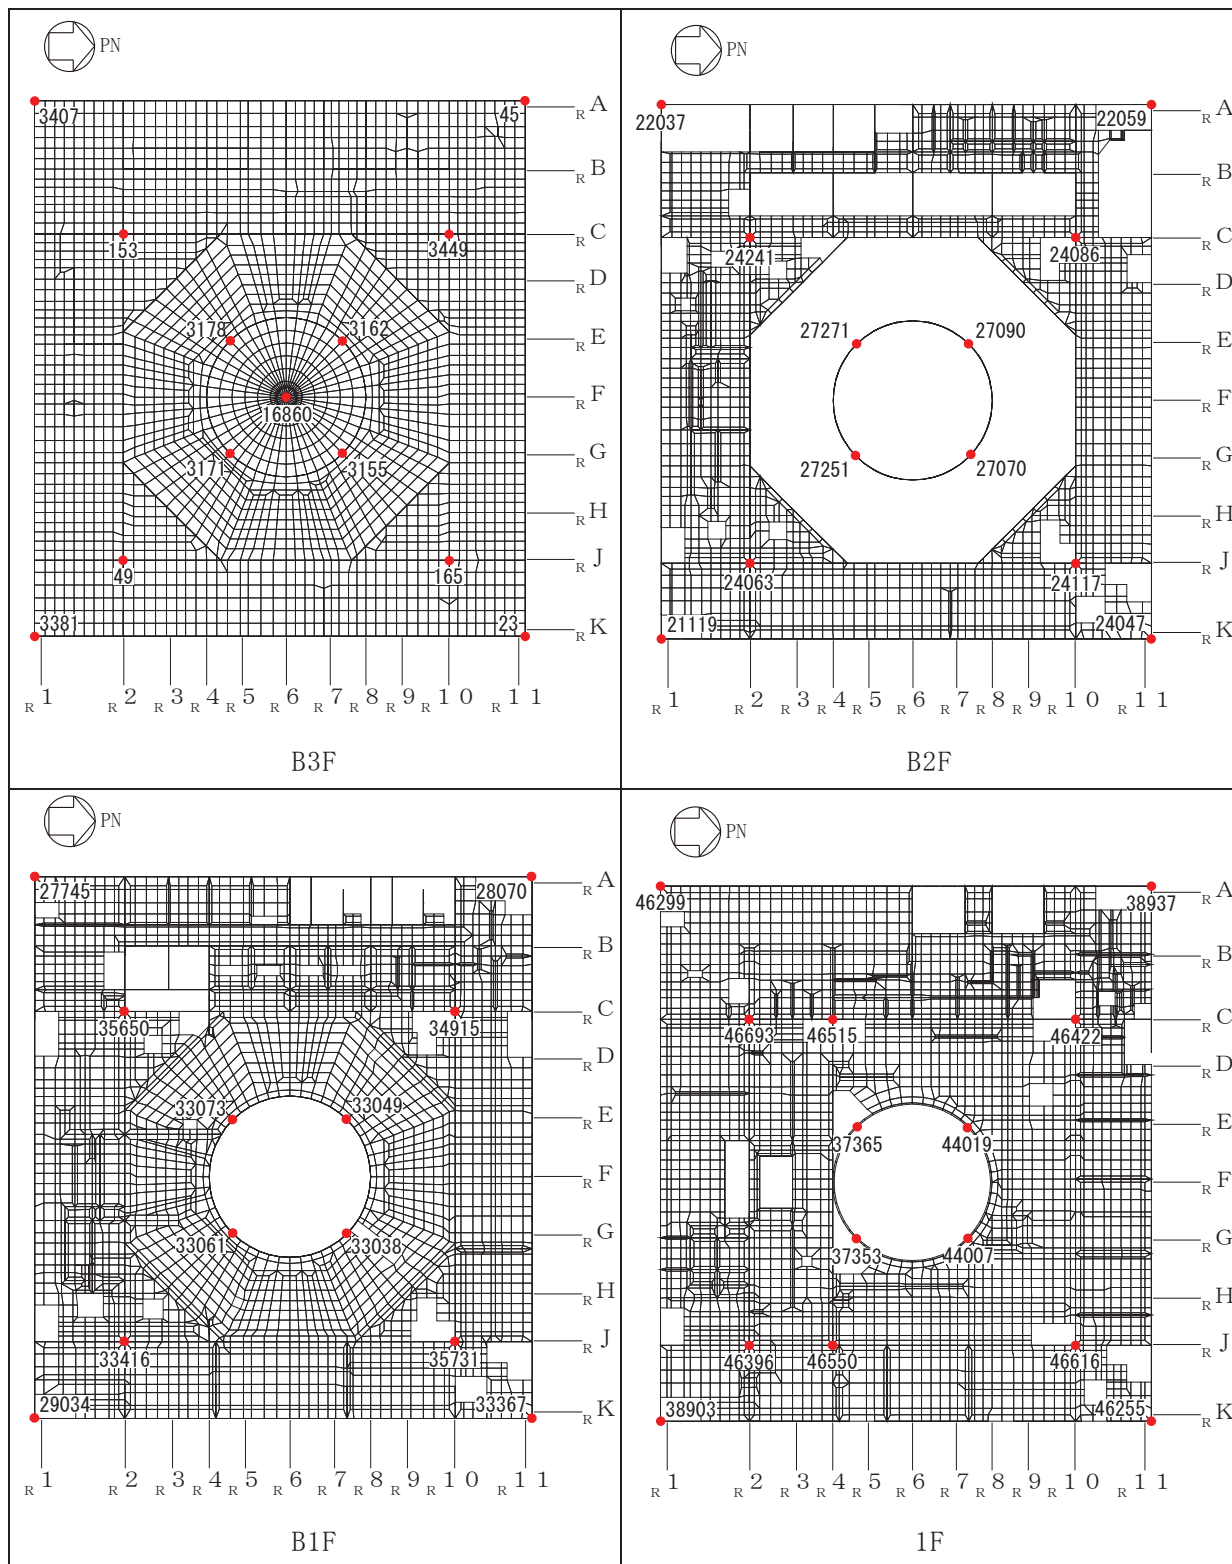 PN
3407
45
RA
RB
153
3449
RC
RD
3178
3162
RE
16860
RF
3171
3155
RG
RH
49
165
RJ
3381
23
RK
R1 R2 R3 R4 R5 R6 R7 R8 R9 R10 R11
B3F
PN
22037
22059
RA
RB
24241
24086
RC
RD
27271
27090
RE
RF
27251
27070
RG
RH
24063
24117
RJ
21119
24047
RK
R1 R2 R3 R4 R5 R6 R7 R8 R9 R10 R11
B2F
PN
27745
28070
RA
RB
35650
34915
RC
RD
33073
33049
RE
RF
33061
33038
RG
RH
33416
35731
RJ
29034
33367
RK
R1 R2 R3 R4 R5 R6 R7 R8 R9 R10 R11
B1F
PN
46299
38937
RA
RB
46693
46515
46422
RC
RD
37365
44019
RE
RF
37353
44007
RG
RH
46396
46550
46616
RJ
38903
46255
RK
R1 R2 R3 R4 R5 R6 R7 R8 R9 R10 R11
1F